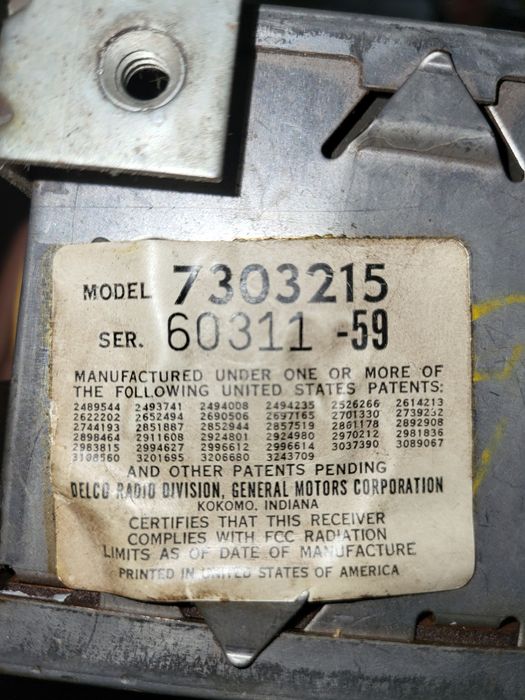 MODEL 7303215
SER. 60311 -59
MANUFACTURED UNDER ONE OR MORE OF
THE FOLLOWING UNITED STATES PATENTS:
2489544 2493741 2494008 2494235 2526266 2614213
2622202 2652494 2690506 2697165 2701330 2739232
2744193 2851887 2852944 2857519 2861178 2892908
2898464 2911608 2924801 2924980 2970212 2981836
2983815 2994627 2996612 2996614 3037390 3089067
3108560 3201695 3206680 3243709
AND OTHER PATENTS PENDING
DELCO RADIO DIVISION, GENERAL MOTORS CORPORATION
KOKOMO, INDIANA
CERTIFIES THAT THIS RECEIVER
COMPLIES WITH FCC RADIATION
LIMITS AS OF DATE OF MANUFACTURE
PRINTED IN UNITED STATES OF AMERICA